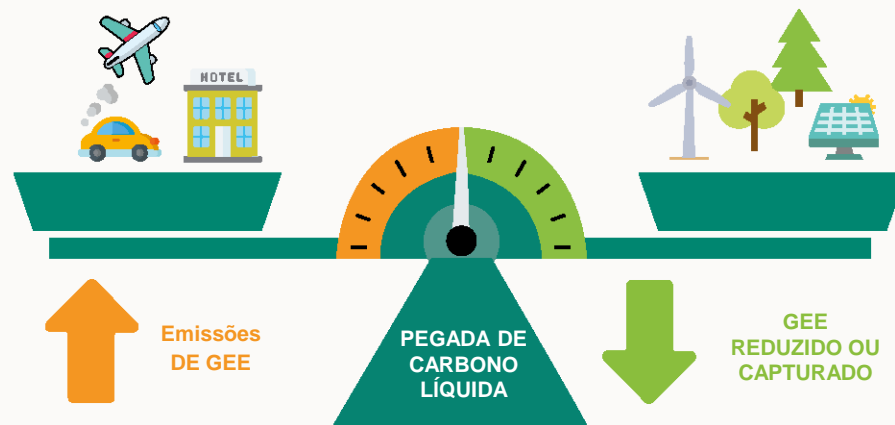 HOTEL
Emissões
DE GEE
PEGADA DE
CARBONO
LÍQUIDA
GEE
REDUZIDO OU
CAPTURADO